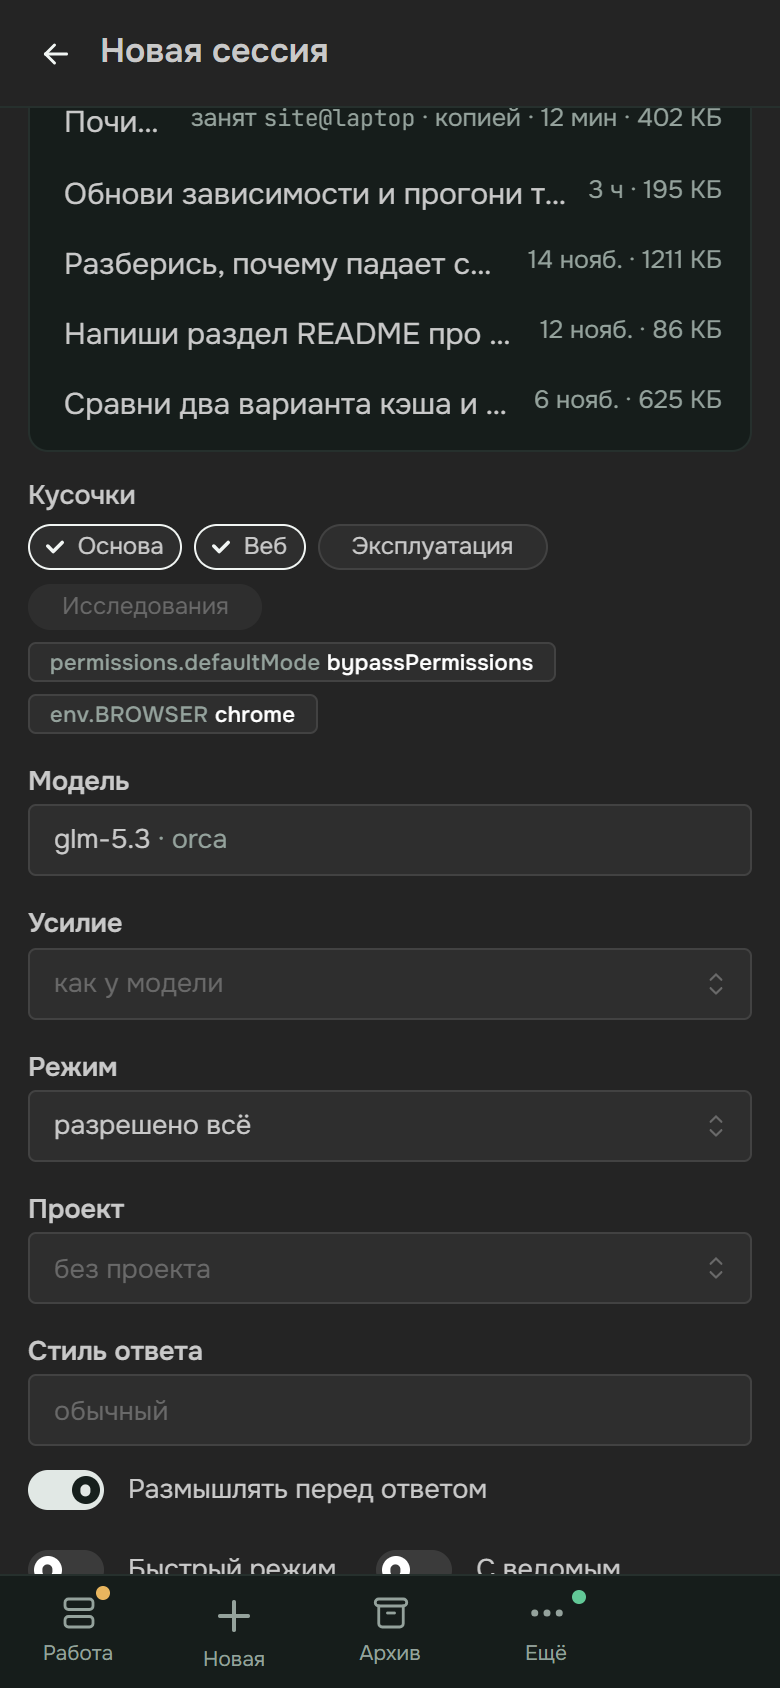 Новая сессия
Почи... занят site@laptop · копией · 12 мин · 402 КБ
Обнови зависимости и прогони т... 3 ч · 195 КБ
Разберись, почему падает с... 14 нояб. · 1211 КБ
Напиши раздел README про ... 12 нояб. · 86 КБ
Сравни два варианта кэша и ... 6 нояб. · 625 КБ
Кусочки
Основа Веб Эксплуатация
Исследования
permissions.defaultMode bypassPermissions
env.BROWSER chrome
Модель
glm-5.3 · orca
Усилие
как у модели
Режим
разрешено всё
Проект
без проекта
Стиль ответа
обычный
Размышлять перед ответом
Быстрый режим С ведомым
Работа Новая Архив Ещё